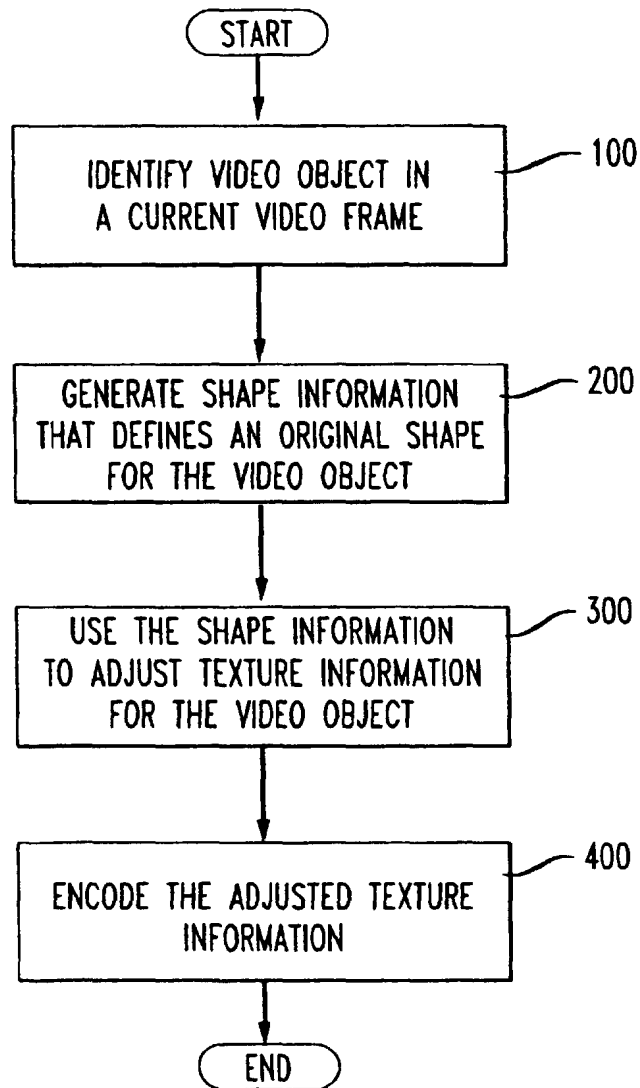 START
IDENTIFY VIDEO OBJECT IN
A CURRENT VIDEO FRAME
100
GENERATE SHAPE INFORMATION
THAT DEFINES AN ORIGINAL SHAPE
FOR THE VIDEO OBJECT
200
USE THE SHAPE INFORMATION
TO ADJUST TEXTURE INFORMATION
FOR THE VIDEO OBJECT
300
ENCODE THE ADJUSTED TEXTURE
INFORMATION
400
END